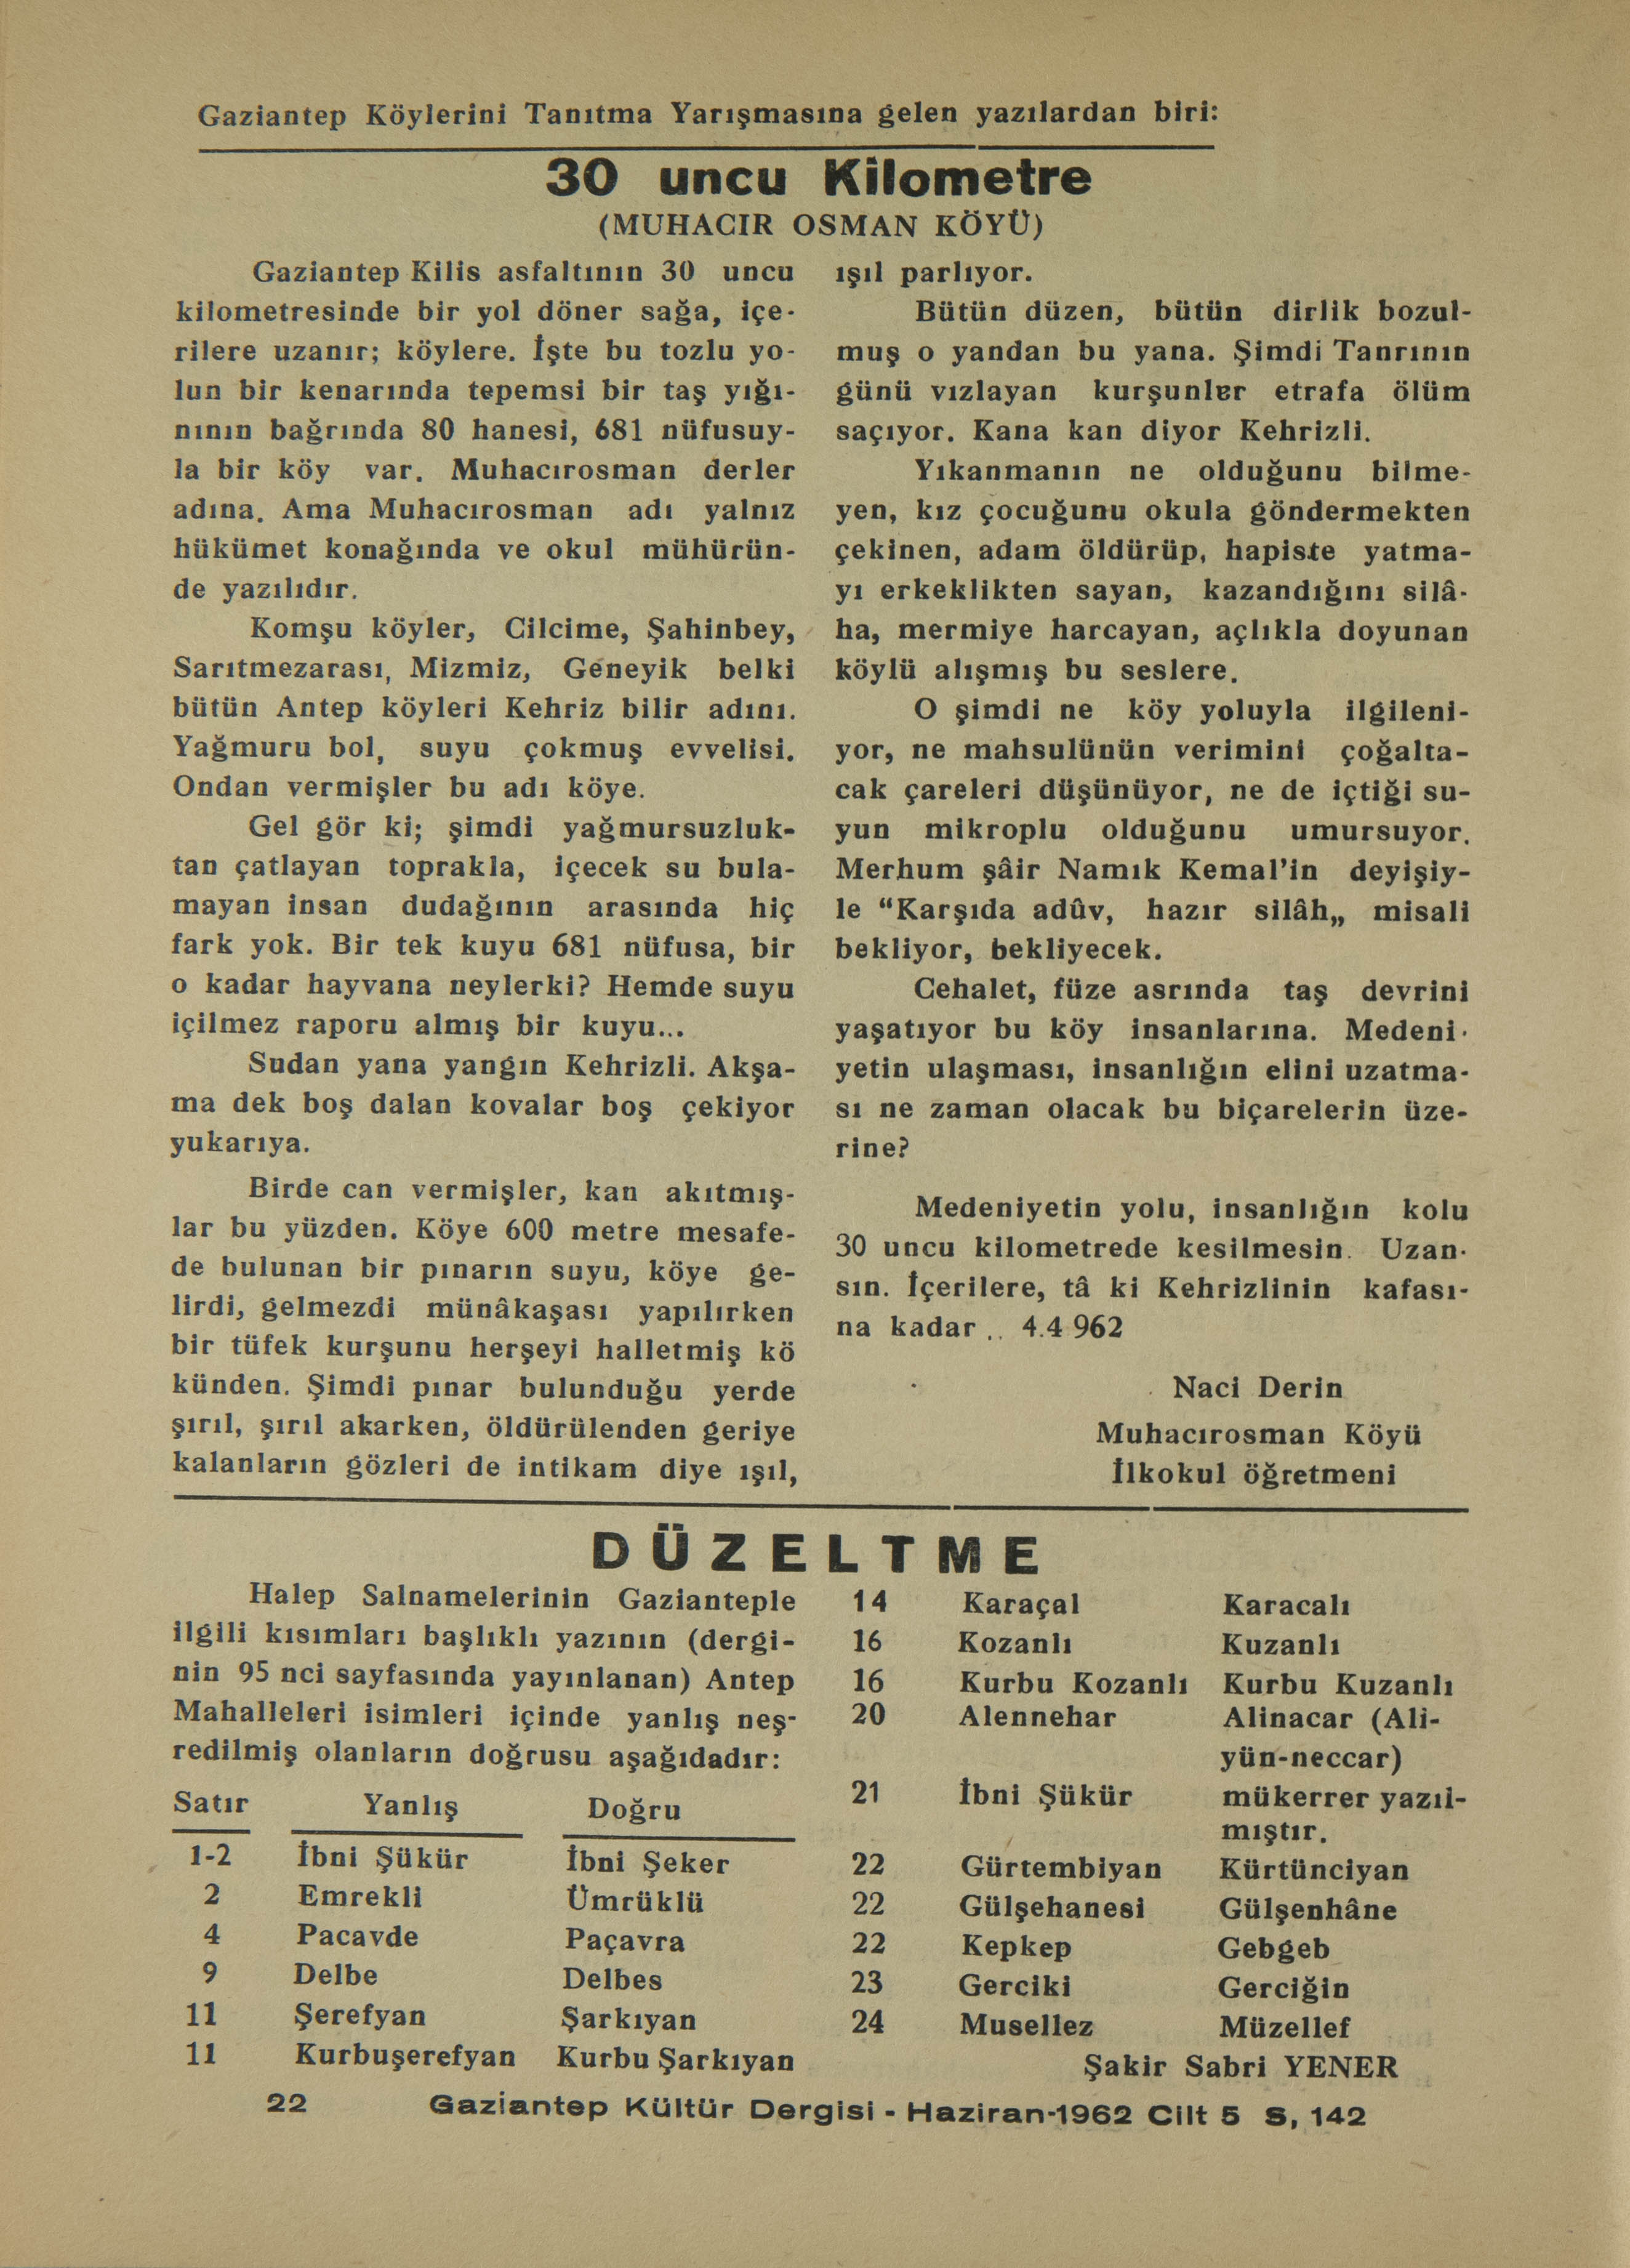 Gaziantep Köylerini Tanıtma Yarışmasına gelen yazılardan biri:
30 uncu Kilometre
(MUHACIR OSMAN KÖYÜ)
Gaziantep Kilis asfaltının 30 uncu
kilometresinde bir yol döner sağa, içe-
rilere uzanır; köylere. İşte bu tozlu yo-
lun bir kenarında tepemsi bir taş yığı-
nının bağrında 80 hanesi, 681 nüfusuy-
la bir köy var. Muhacırosman derler
adına. Ama Muhacırosman adı yalnız
hükümet konağında ve okul mühürün-
de yazılıdır.
Komşu köyler, Cilcime, Şahinbey,
Sarıtmezarası, Mizmiz, Geneyik belki
bütün Antep köyleri Kehriz bilir adını.
Yağmuru bol, suyu çokmuş evvelisi.
Ondan vermişler bu adı köye.
Gel gör ki; şimdi yağmursuzluk-
tan çatlayan toprakla, içecek su bula-
mayan insan dudağının arasında hiç
fark yok. Bir tek kuyu 681 nüfusa, bir
o kadar hayvana neylerki? Hemde suyu
içilmez raporu almış bir kuyu...
Sudan yana yangın Kehrizli. Akşa-
ma dek boş dalan kovalar boş çekiyor
yukarıya.
Birde can vermişler, kan akıtmış-
lar bu yüzden. Köye 600 metre mesafe-
de bulunan bir pınarın suyu, köye ge-
lirdi, gelmezdi münâkaşası yapılırken
bir tüfek kurşunu herşeyi halletmiş kö
künden. Şimdi pınar bulunduğu yerde
şırıl, şırıl akarken, öldürülenden geriye
kalanların gözleri de intikam diye ışıl,
ışıl parlıyor.
Bütün düzen, bütün dirlik bozul-
muş o yandan bu yana. Şimdi Tanrının
günü vızlayan kurşunler etrafa ölüm
saçıyor. Kana kan diyor Kehrizli.
Yıkanmanın ne olduğunu bilme-
yen, kız çocuğunu okula göndermekten
çekinen, adam öldürüp, hapiste yatma-
yı erkeklikten sayan, kazandığını silâ-
ha, mermiye harcayan, açlıkla doyunan
köylü alışmış bu seslere.
O şimdi ne köy yoluyla ilgileni-
yor, ne mahsulünün verimini çoğalta-
cak çareleri düşünüyor, ne de içtiği su-
yun mikroplu olduğunu umursuyor.
Merhum şâir Namık Kemal'in deyişiy-
le “Karşıda adûv, hazır silâh„ misali
bekliyor, bekliyecek.
Cehalet, füze asrında taş devrini
yaşatıyor bu köy insanlarına. Medeni-
yetin ulaşması, insanlığın elini uzatma-
sı ne zaman olacak bu biçarelerin üze-
rine?
Medeniyetin yolu, insanlığın kolu
30 uncu kilometrede kesilmesin. Uzan-
sın. İçerilere, tâ ki Kehrizlinin kafası-
na kadar .. 4.4 962
Naci Derin
Muhacırosman Köyü
İlkokul öğretmeni
DÜZELTME
Halep Salnamelerinin Gazianteple
ilgili kısımları başlıklı yazının (dergi-
nin 95 nci sayfasında yayınlanan) Antep
Mahalleleri isimleri içinde yanlış neş-
redilmiş olanların doğrusu aşağıdadır:
Satır Yanlış Doğru
1-2 İbni Şükür İbni Şeker
2 Emrekli Ümrüklü
4 Pacavde Paçavra
9 Delbe Delbes
11 Şerefyan Şarkıyan
11 Kurbuşerefyan Kurbu Şarkıyan
14 Karaçal Karacalı
16 Kozanlı Kuzanlı
16 Kurbu Kozanlı Kurbu Kuzanlı
20 Alennehar Alinacar (Ali-
yün-neccar)
21 İbni Şükür mükerrer yazıl-
mıştır.
22 Gürtembiyan Kürtünciyan
22 Gülşehanesi Gülşenhâne
22 Kepkep Gebgeb
23 Gerciki Gerciğin
24 Musellez Müzellef
Şakir Sabri YENER
22 Gaziantep Kültür Dergisi - Haziran-1962 Cilt 5 S, 142